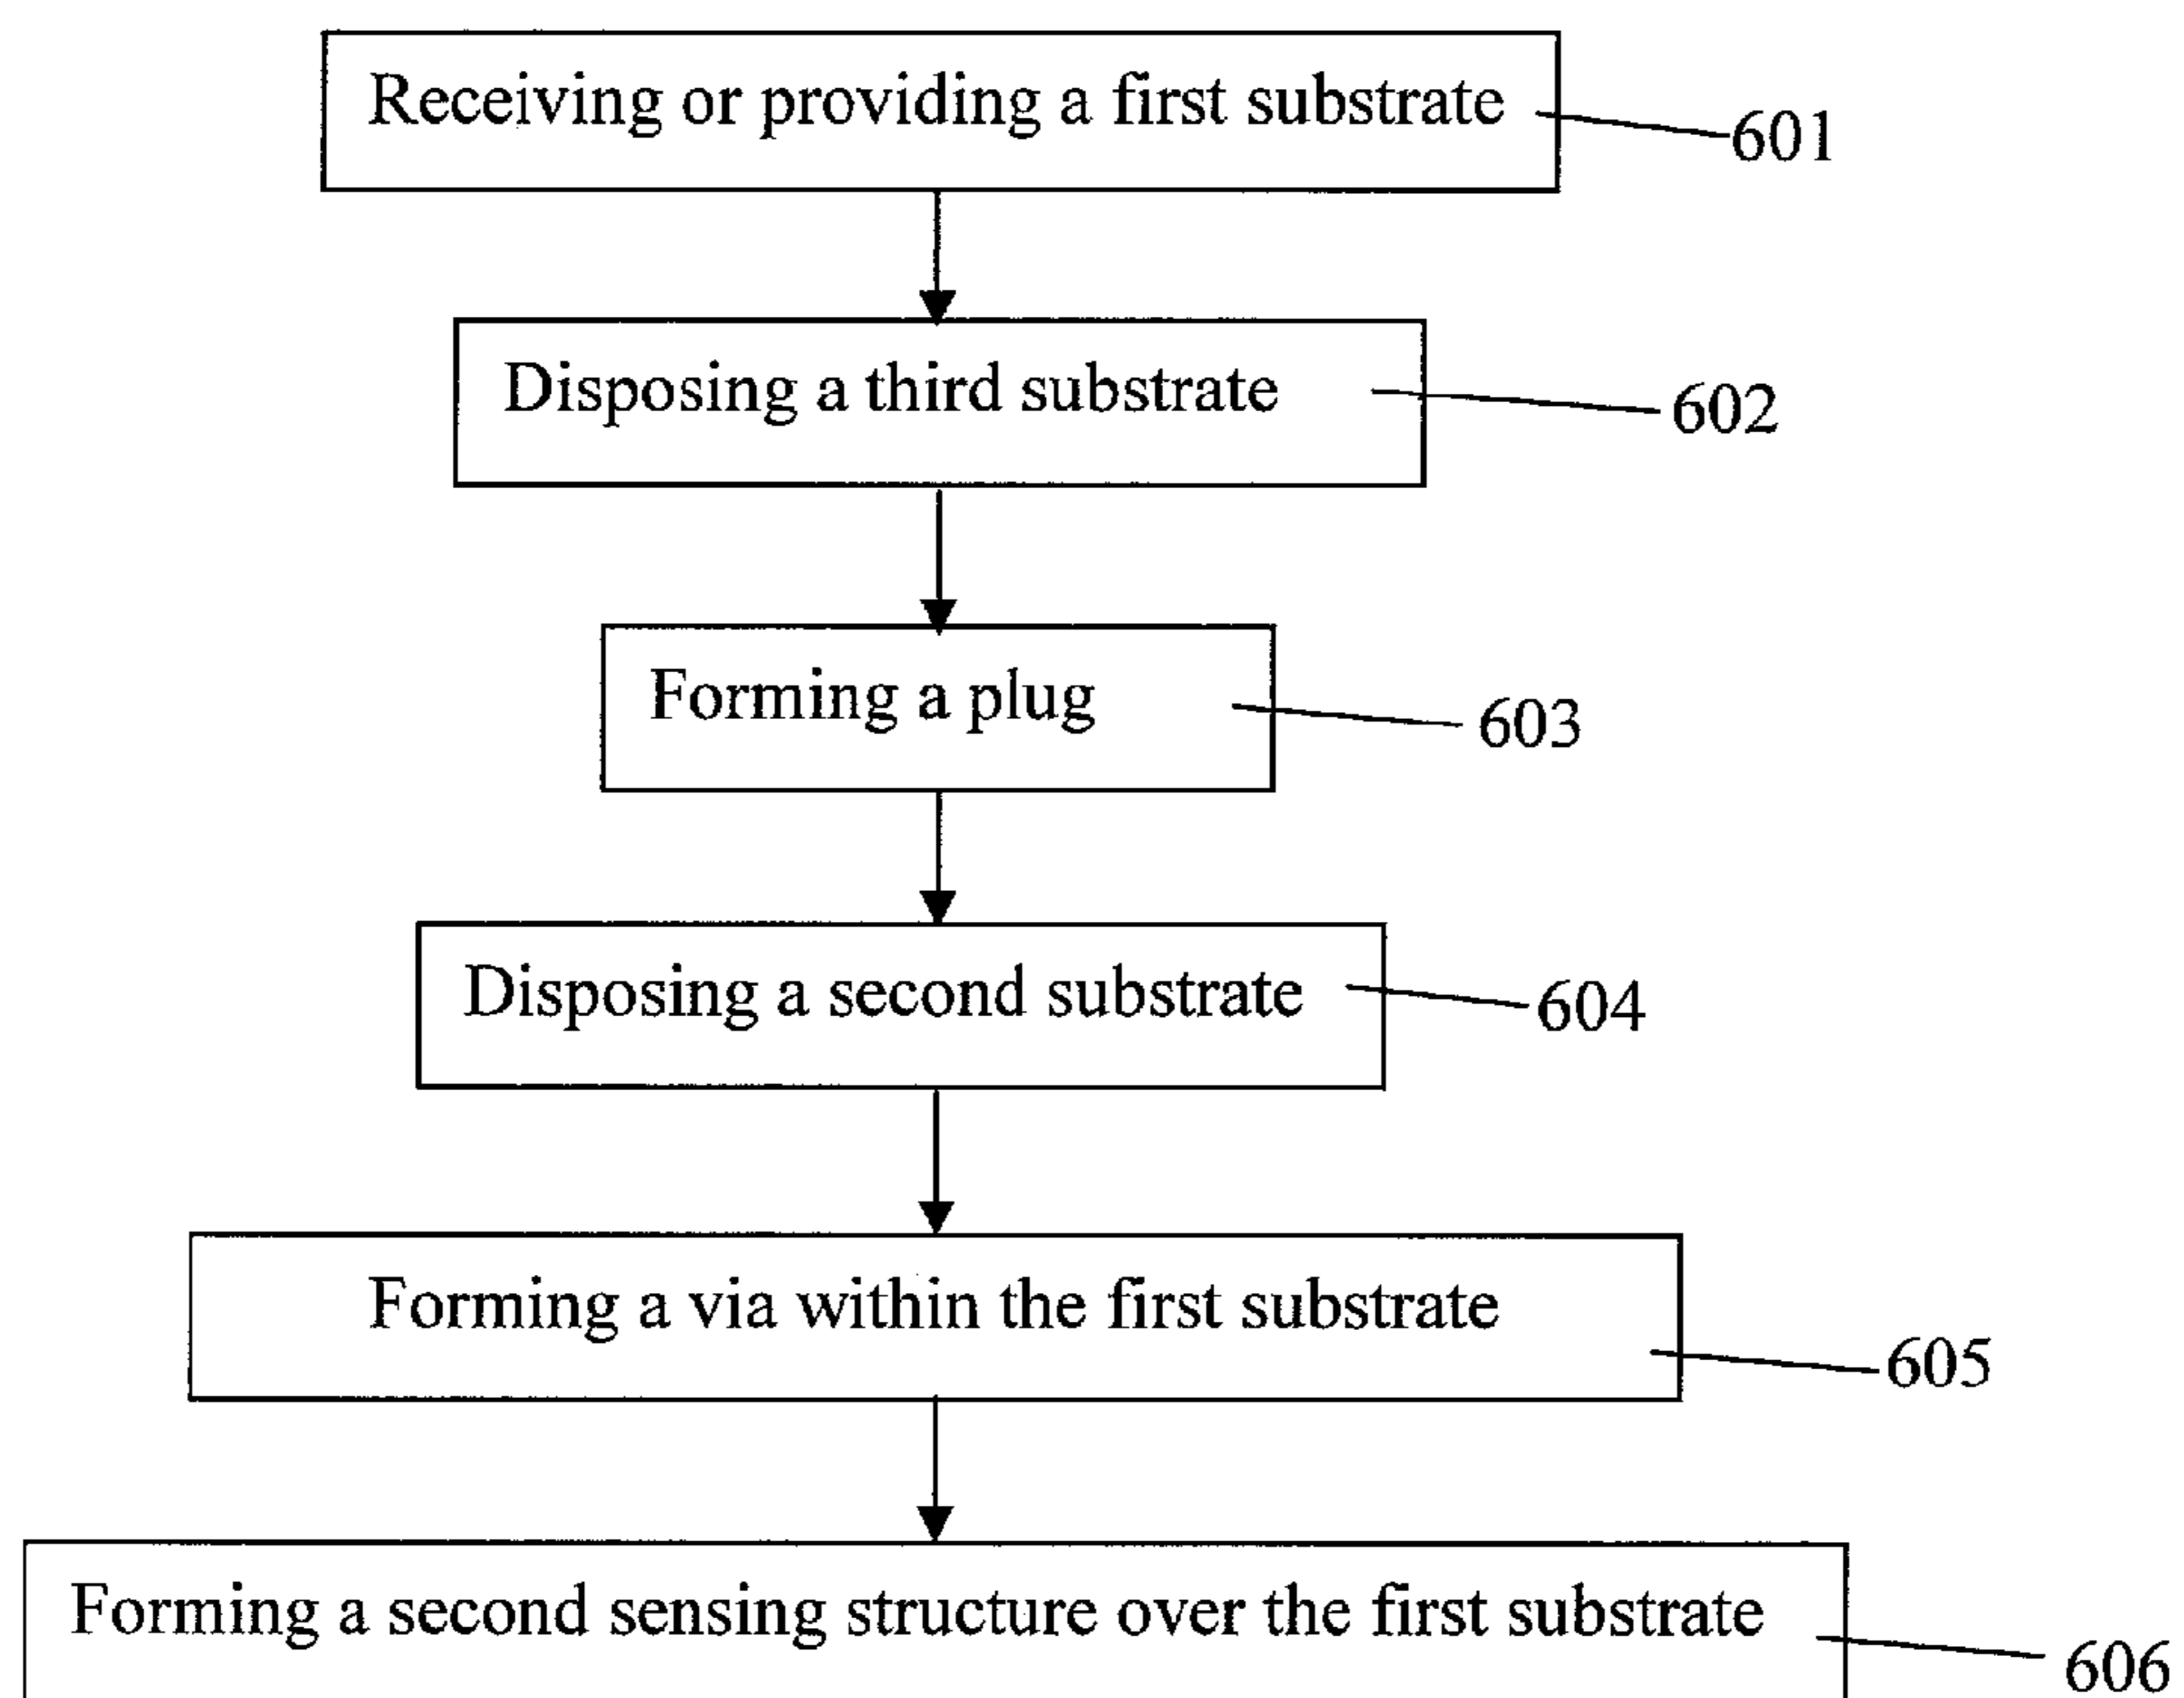 Receiving or providing a first substrate
601
Disposing a third substrate
602
Forming a plug
603
Disposing a second substrate
604
Forming a via within the first substrate
605
Forming a second sensing structure over the first substrate
606